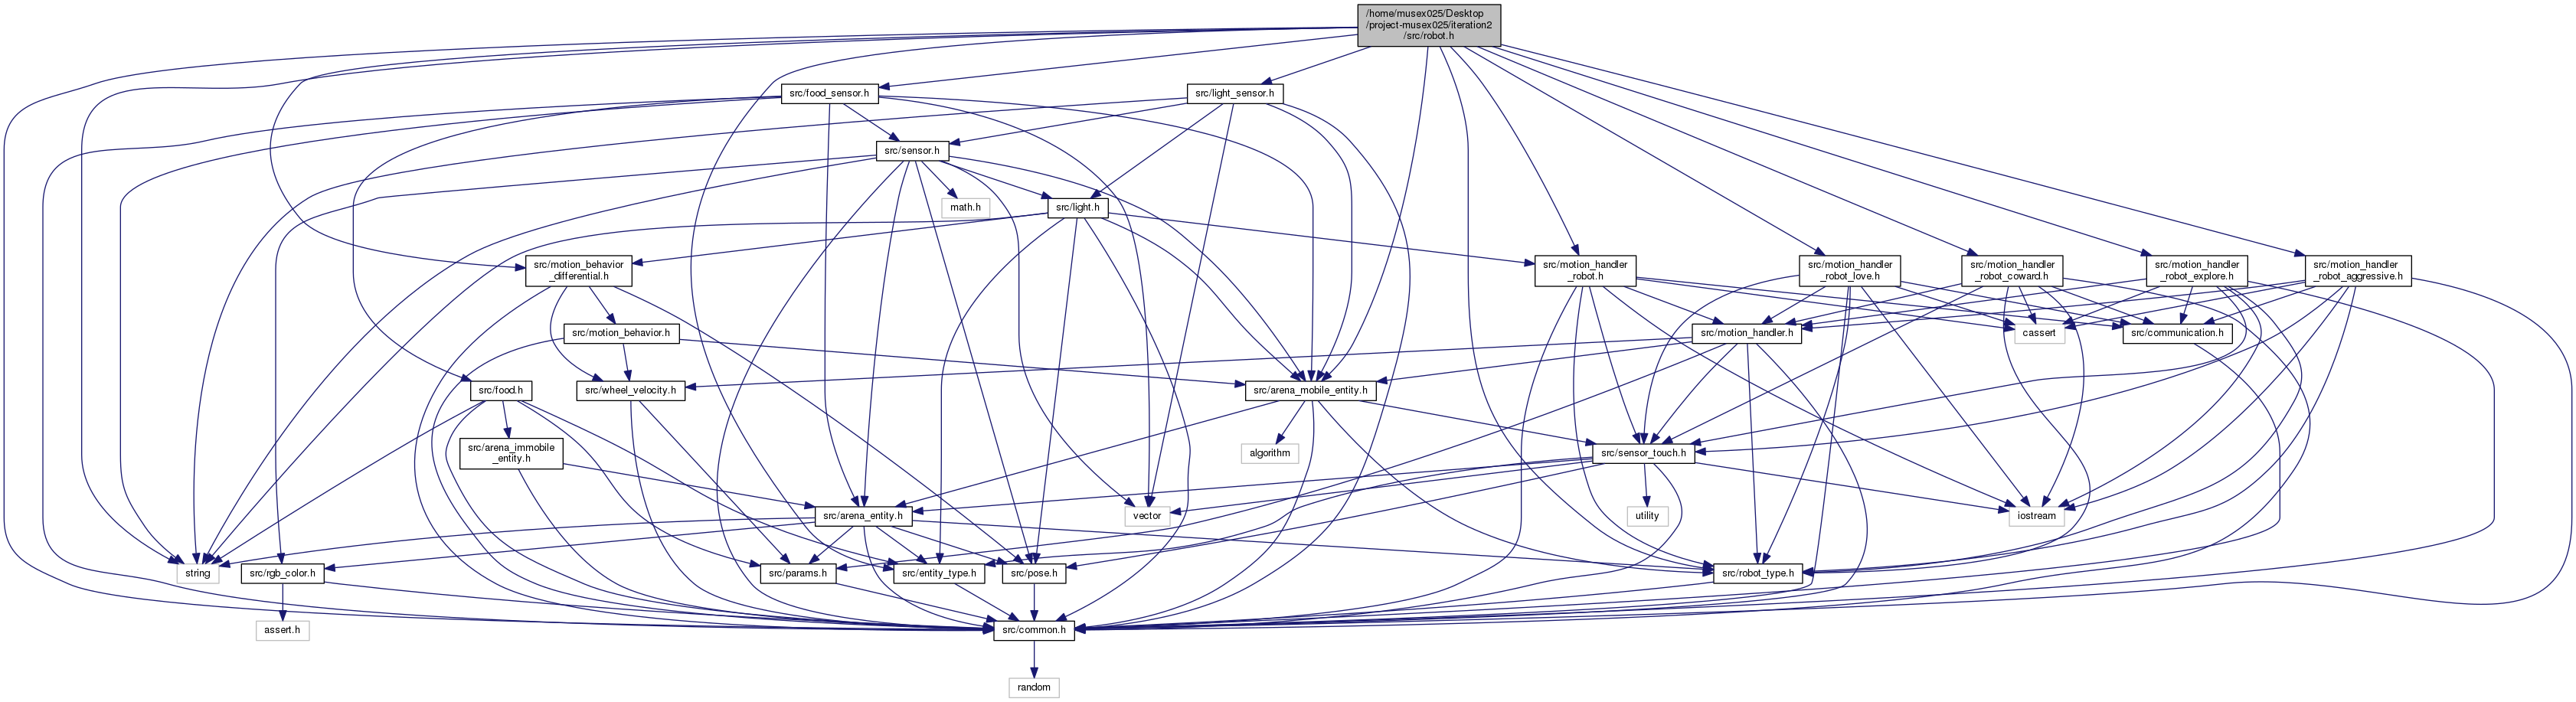 /home/musex025/Desktop
/project-musex025/iteration2
/src/robot.h
src/food_sensor.h
src/light_sensor.h
src/sensor.h
math.h
src/light.h
src/motion_behavior
_differential.h
src/motion_handler
_robot.h
src/motion_handler
_robot_love.h
src/motion_handler
_robot_coward.h
src/motion_handler
_robot_explore.h
src/motion_handler
_robot_aggressive.h
src/motion_behavior.h
src/motion_handler.h
cassert
src/communication.h
src/food.h
src/wheel_velocity.h
src/arena_mobile_entity.h
src/arena_immobile
_entity.h
algorithm
src/sensor_touch.h
src/arena_entity.h
vector
utility
iostream
string
src/rgb_color.h
src/params.h
src/entity_type.h
src/pose.h
src/robot_type.h
assert.h
src/common.h
random